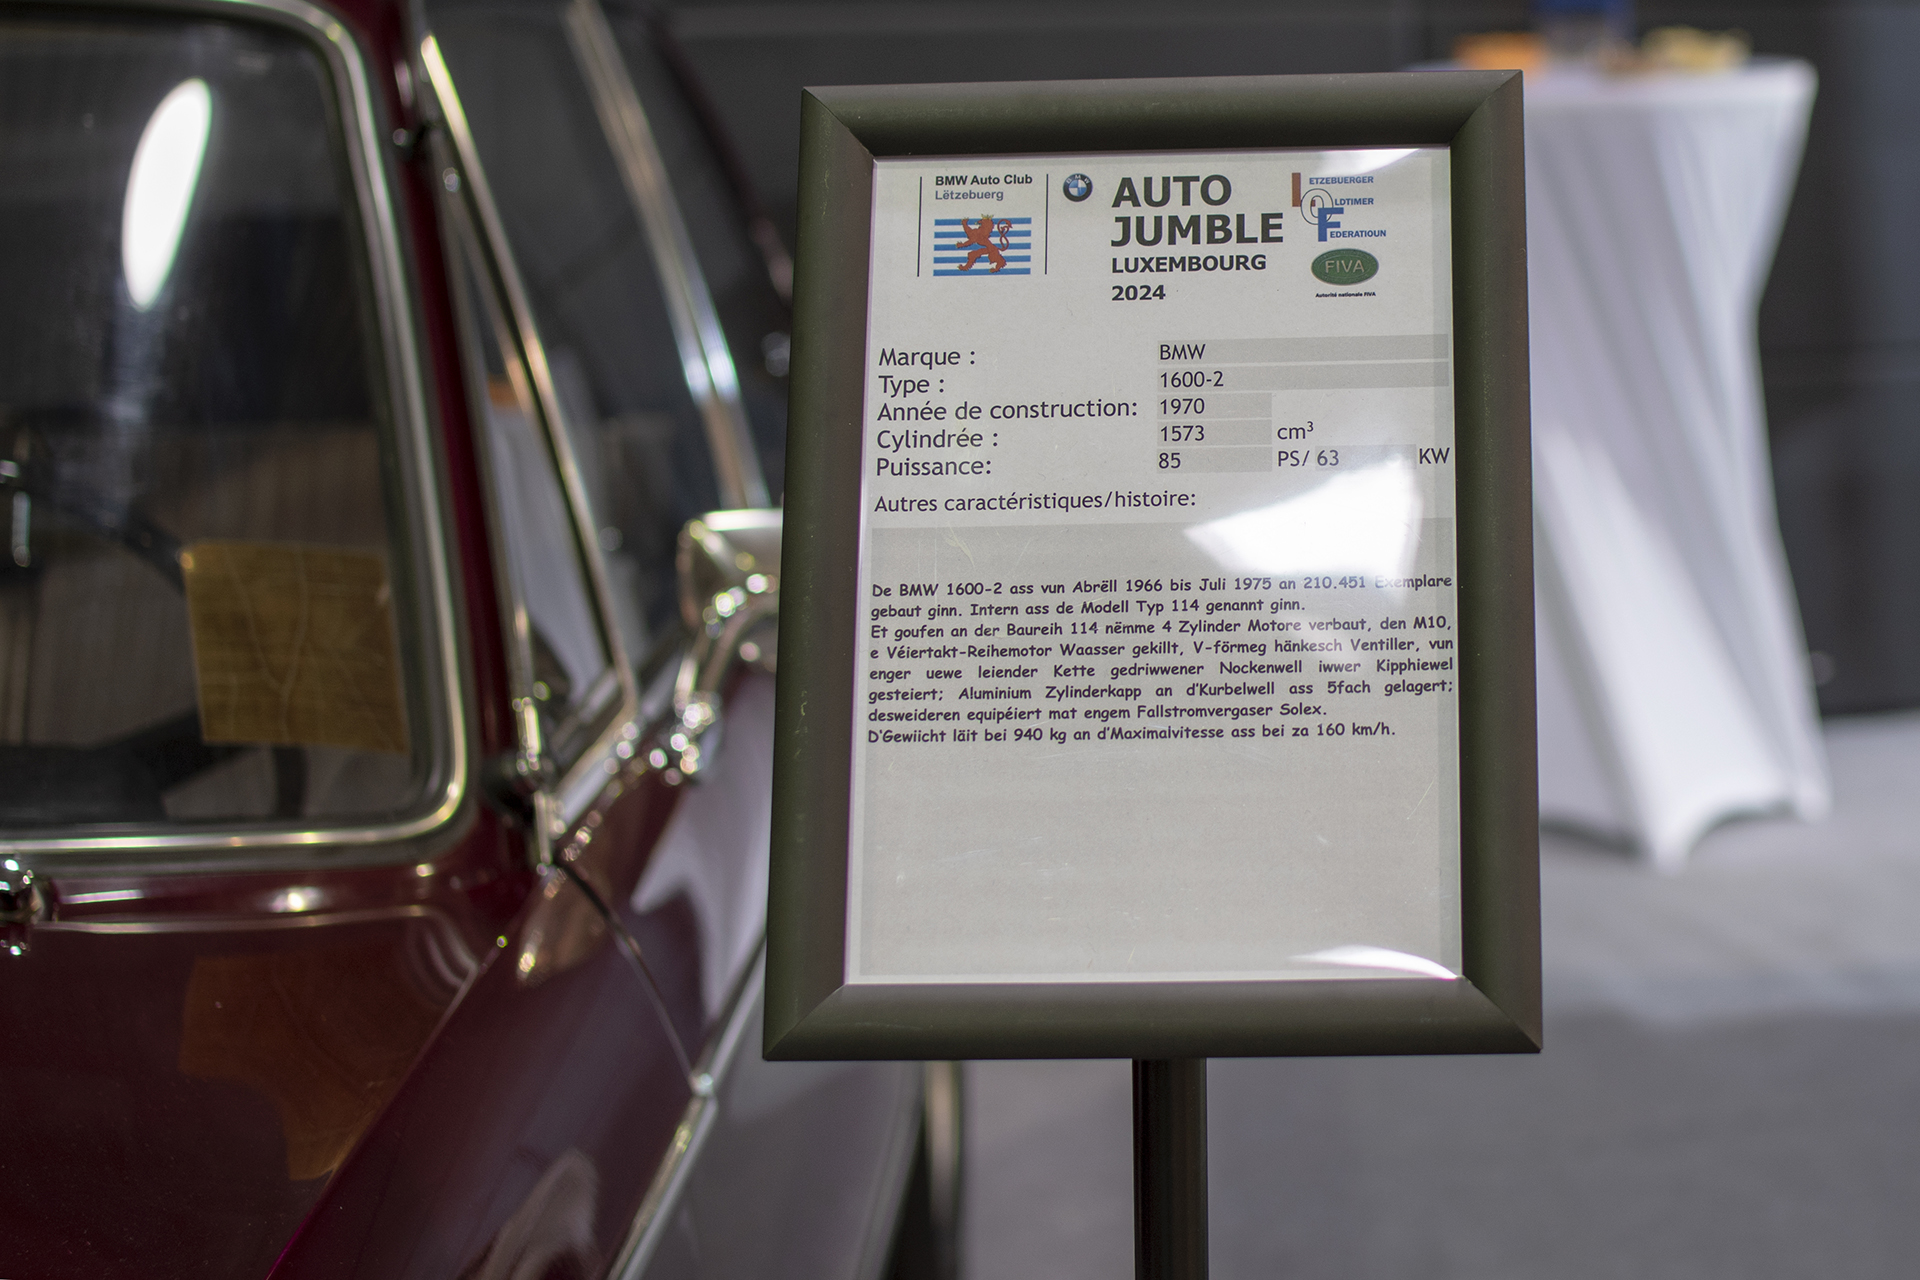 BMW Auto Club
Lëtzebuerg
AUTO
JUMBLE
LUXEMBOURG
2024
LETZEBUERGER
OLDTIMER
FEDERATIOUN
FIVA
Autorité nationale FIVA
Marque : BMW
Type : 1600-2
Année de construction: 1970
Cylindrée : 1573 cm³
Puissance: 85 PS/ 63 KW
Autres caractéristiques/histoire:
De BMW 1600-2 ass vun Abrëll 1966 bis Juli 1975 an 210.451 Exemplare
gebaut ginn. Intern ass de Modell Typ 114 genannt ginn.
Et goufen an der Baureih 114 nëmme 4 Zylinder Motore verbaut, den M10,
e Véiertakt-Reihemotor Waasser gekillt, V-förmeg hänkesch Ventiller, vun
enger uewe leiender Kette gedriwwener Nockenwell iwwer Kipphiewel
gesteiert; Aluminium Zylinderkapp an d'Kurbelwell ass 5fach gelagert;
desweideren equipéiert mat engem Fallstromvergaser Solex.
D'Gewiicht läit bei 940 kg an d'Maximalvitesse ass bei za 160 km/h.